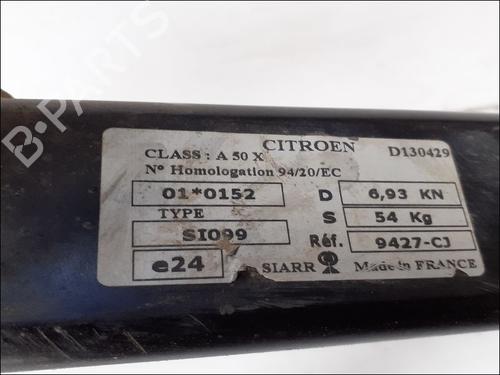 B-PARTS
CITROEN
CLASS : A 50 X
D130429
Nº Homologation 94/20/EC
01*0152 D 6,93 KN
TYPE S 54 Kg
SI099 Réf. 9427-CJ
e24 SIARR Made in FRANCE